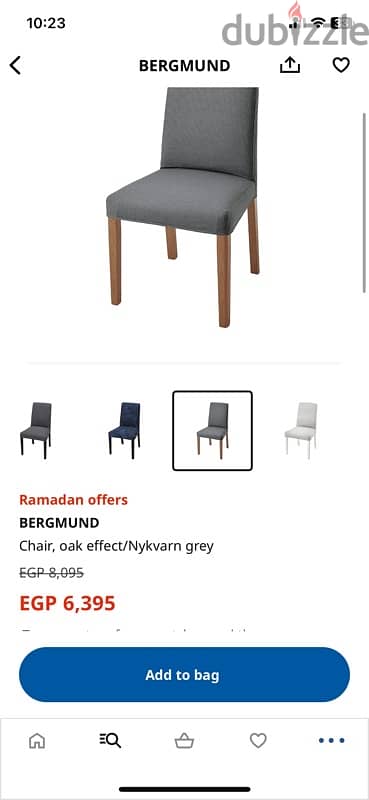 10:23
dubizzle
BERGMUND
Ramadan offers
BERGMUND
Chair, oak effect/Nykvarn grey
EGP 8,095
EGP 6,395
Add to bag